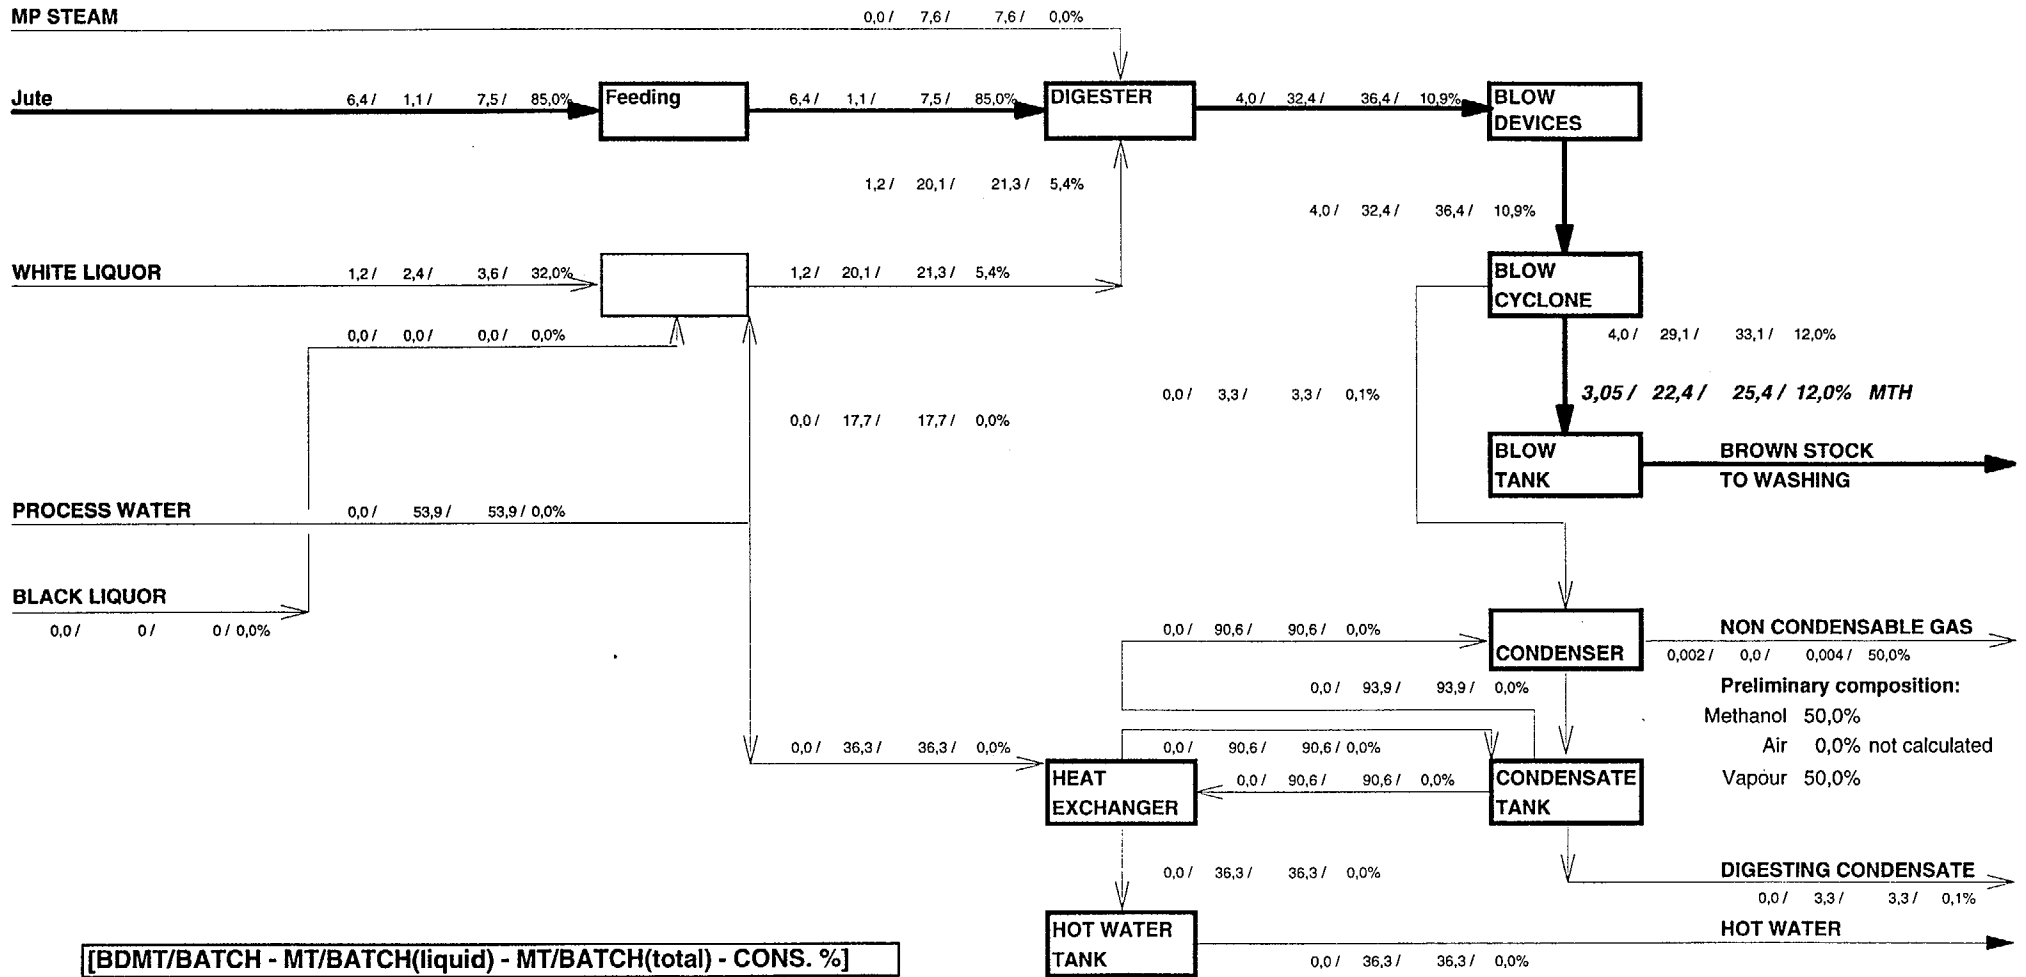 MP STEAM
0,0 / 7,6 / 7,6 / 0,0%
Jute
6,4 / 1,1 / 7,5 / 85,0%
Feeding
6,4 / 1,1 / 7,5 / 85,0%
DIGESTER
4,0 / 32,4 / 36,4 / 10,9%
BLOW
DEVICES
1,2 / 20,1 / 21,3 / 5,4%
4,0 / 32,4 / 36,4 / 10,9%
WHITE LIQUOR
1,2 / 2,4 / 3,6 / 32,0%
1,2 / 20,1 / 21,3 / 5,4%
BLOW
CYCLONE
0,0 / 0,0 / 0,0 / 0,0%
4,0 / 29,1 / 33,1 / 12,0%
0,0 / 3,3 / 3,3 / 0,1%
3,05 / 22,4 / 25,4 / 12,0% MTH
0,0 / 17,7 / 17,7 / 0,0%
BLOW
TANK
BROWN STOCK
TO WASHING
PROCESS WATER
0,0 / 53,9 / 53,9 / 0,0%
BLACK LIQUOR
0,0 / 0 / 0 / 0,0%
0,0 / 90,6 / 90,6 / 0,0%
CONDENSER
NON CONDENSABLE GAS
0,002 / 0,0 / 0,004 / 50,0%
0,0 / 93,9 / 93,9 / 0,0%
Preliminary composition:
Methanol 50,0%
Air 0,0% not calculated
Vapour 50,0%
0,0 / 36,3 / 36,3 / 0,0%
0,0 / 90,6 / 90,6 / 0,0%
HEAT
EXCHANGER
0,0 / 90,6 / 90,6 / 0,0%
CONDENSATE
TANK
0,0 / 36,3 / 36,3 / 0,0%
DIGESTING CONDENSATE
0,0 / 3,3 / 3,3 / 0,1%
HOT WATER
TANK
HOT WATER
0,0 / 36,3 / 36,3 / 0,0%
[BDMT/BATCH - MT/BATCH(liquid) - MT/BATCH(total) - CONS. %]